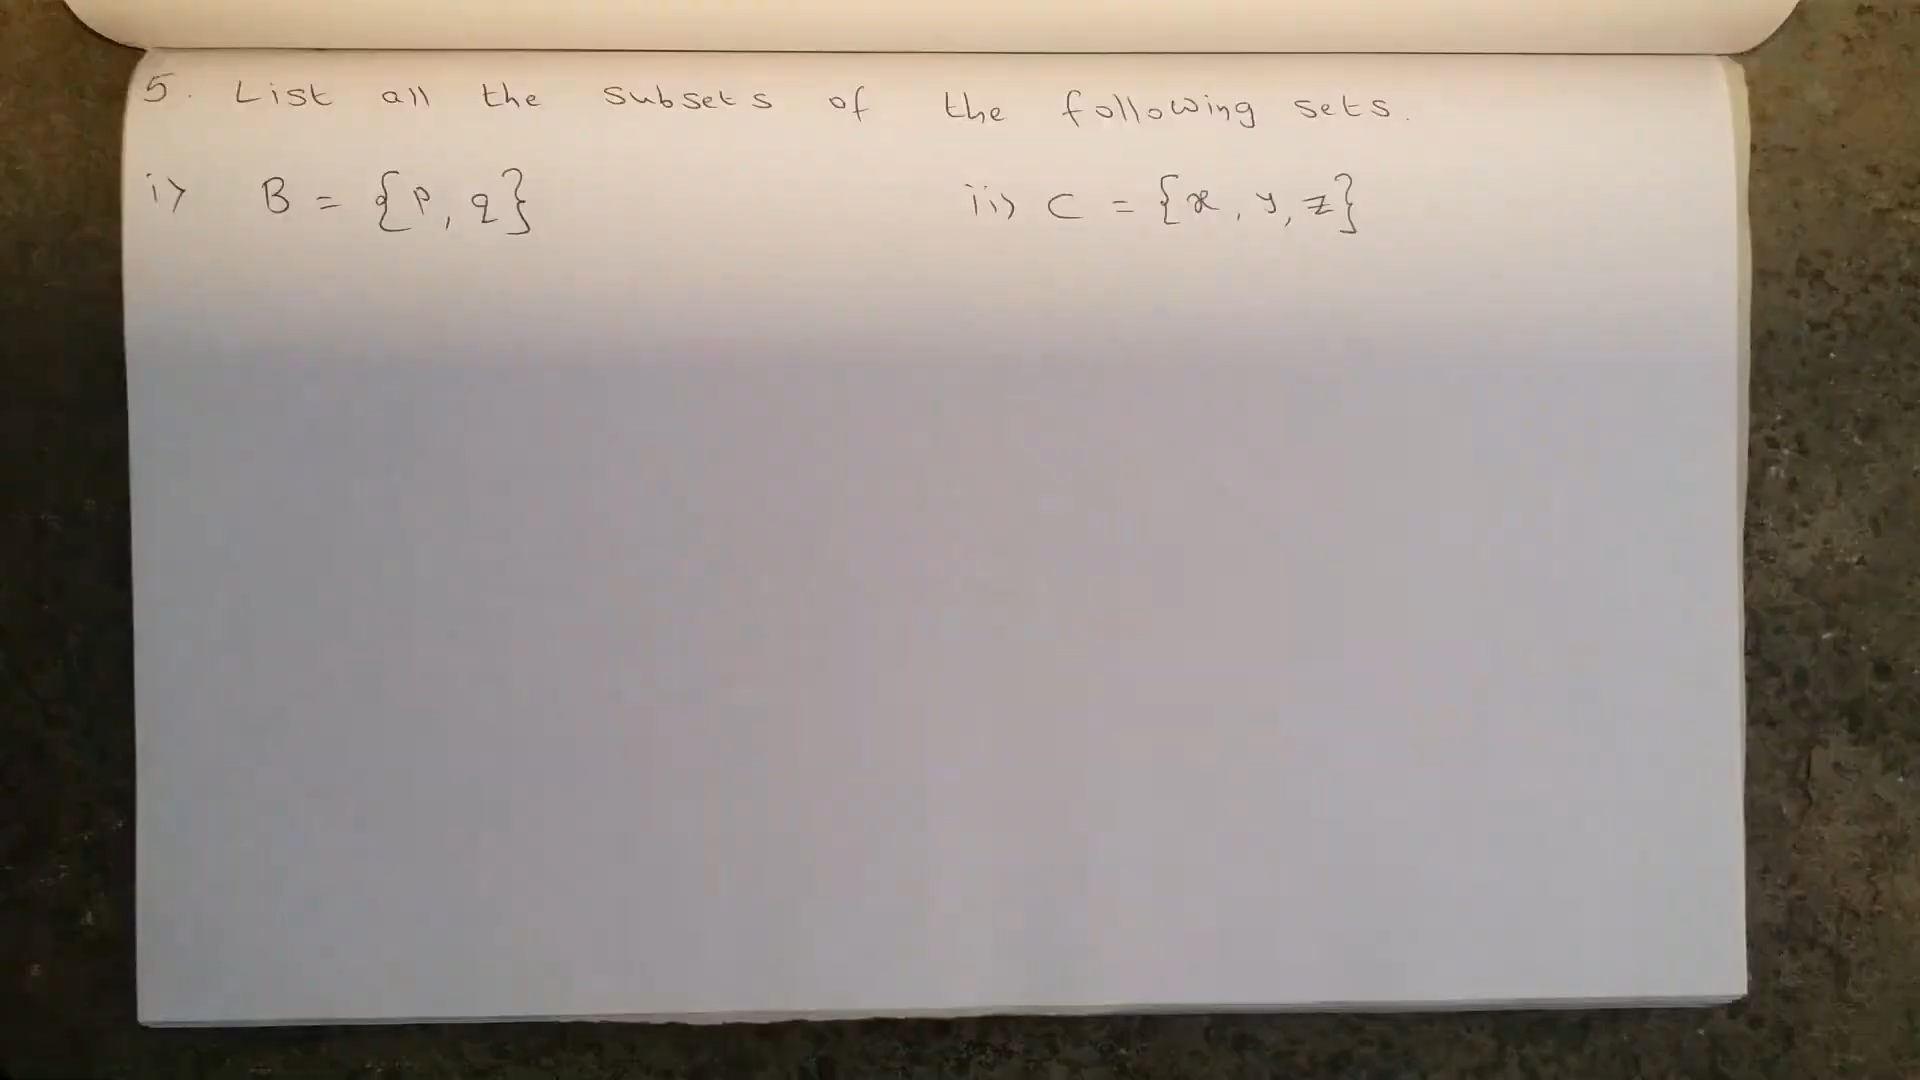 5. List all the subsets of the following sets.
i) B = {p, q} ii) C = {x, y, z}